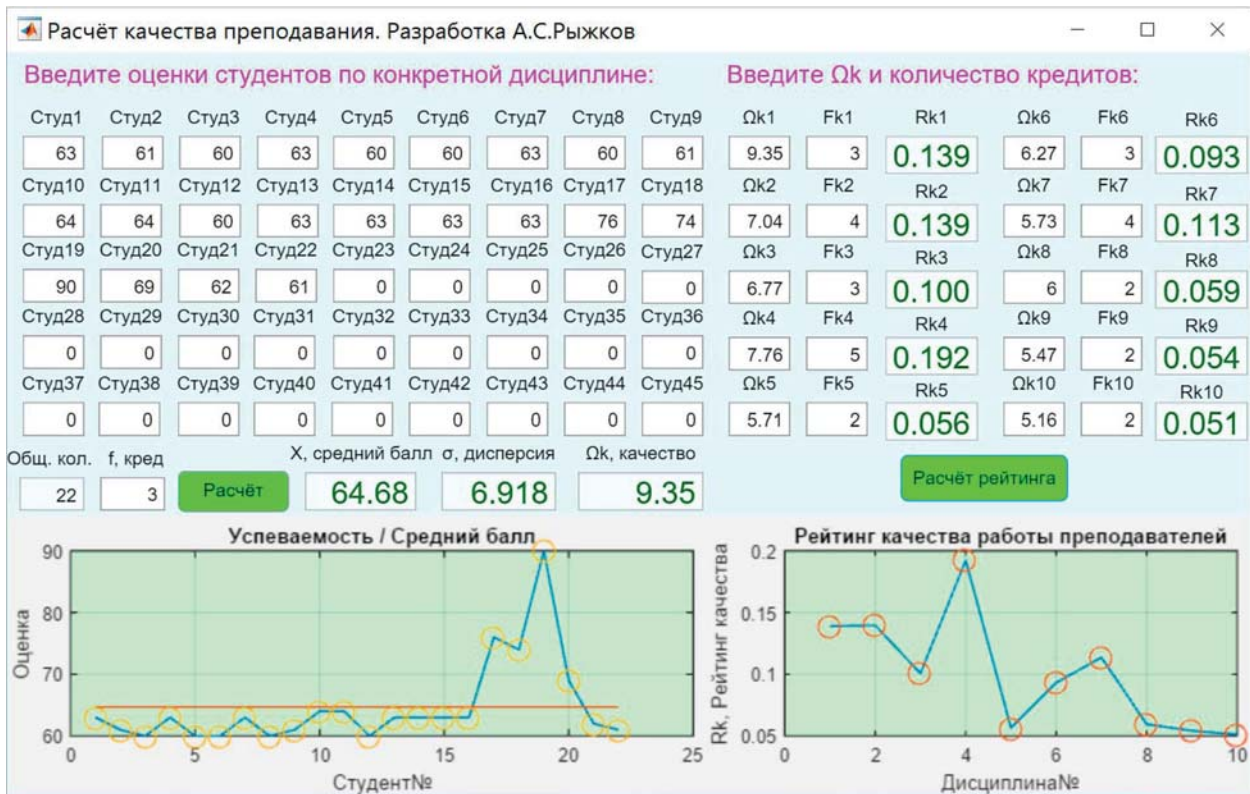 Расчёт качества преподавания. Разработка А.С.Рыжков
Введите оценки студентов по конкретной дисциплине:
Студ1 Студ2 Студ3 Студ4 Студ5 Студ6 Студ7 Студ8 Студ9
63 61 60 63 60 60 63 60 61
Студ10 Студ11 Студ12 Студ13 Студ14 Студ15 Студ16 Студ17 Студ18
64 64 60 63 63 63 63 76 74
Студ19 Студ20 Студ21 Студ22 Студ23 Студ24 Студ25 Студ26 Студ27
90 69 62 61 0 0 0 0 0
Студ28 Студ29 Студ30 Студ31 Студ32 Студ33 Студ34 Студ35 Студ36
0 0 0 0 0 0 0 0 0
Студ37 Студ38 Студ39 Студ40 Студ41 Студ42 Студ43 Студ44 Студ45
0 0 0 0 0 0 0 0 0
Общ. кол. f, кред X, средний балл σ, дисперсия Ωk, качество
22 3 Расчёт 64.68 6.918 9.35
Введите Ωk и количество кредитов:
Ωk1 Fk1 Rk1 Ωk6 Fk6 Rk6
9.35 3 0.139 6.27 3 0.093
Ωk2 Fk2 Rk2 Ωk7 Fk7 Rk7
7.04 4 0.139 5.73 4 0.113
Ωk3 Fk3 Rk3 Ωk8 Fk8 Rk8
6.77 3 0.100 6 2 0.059
Ωk4 Fk4 Rk4 Ωk9 Fk9 Rk9
7.76 5 0.192 5.47 2 0.054
Ωk5 Fk5 Rk5 Ωk10 Fk10 Rk10
5.71 2 0.056 5.16 2 0.051
Расчёт рейтинга
Успеваемость / Средний балл
Оценка
90
80
70
60
0 5 10 15 20 25
Студент№
Рейтинг качества работы преподавателей
Rk, Рейтинг качества
0.2
0.15
0.1
0.05
0 2 4 6 8 10
Дисциплина№